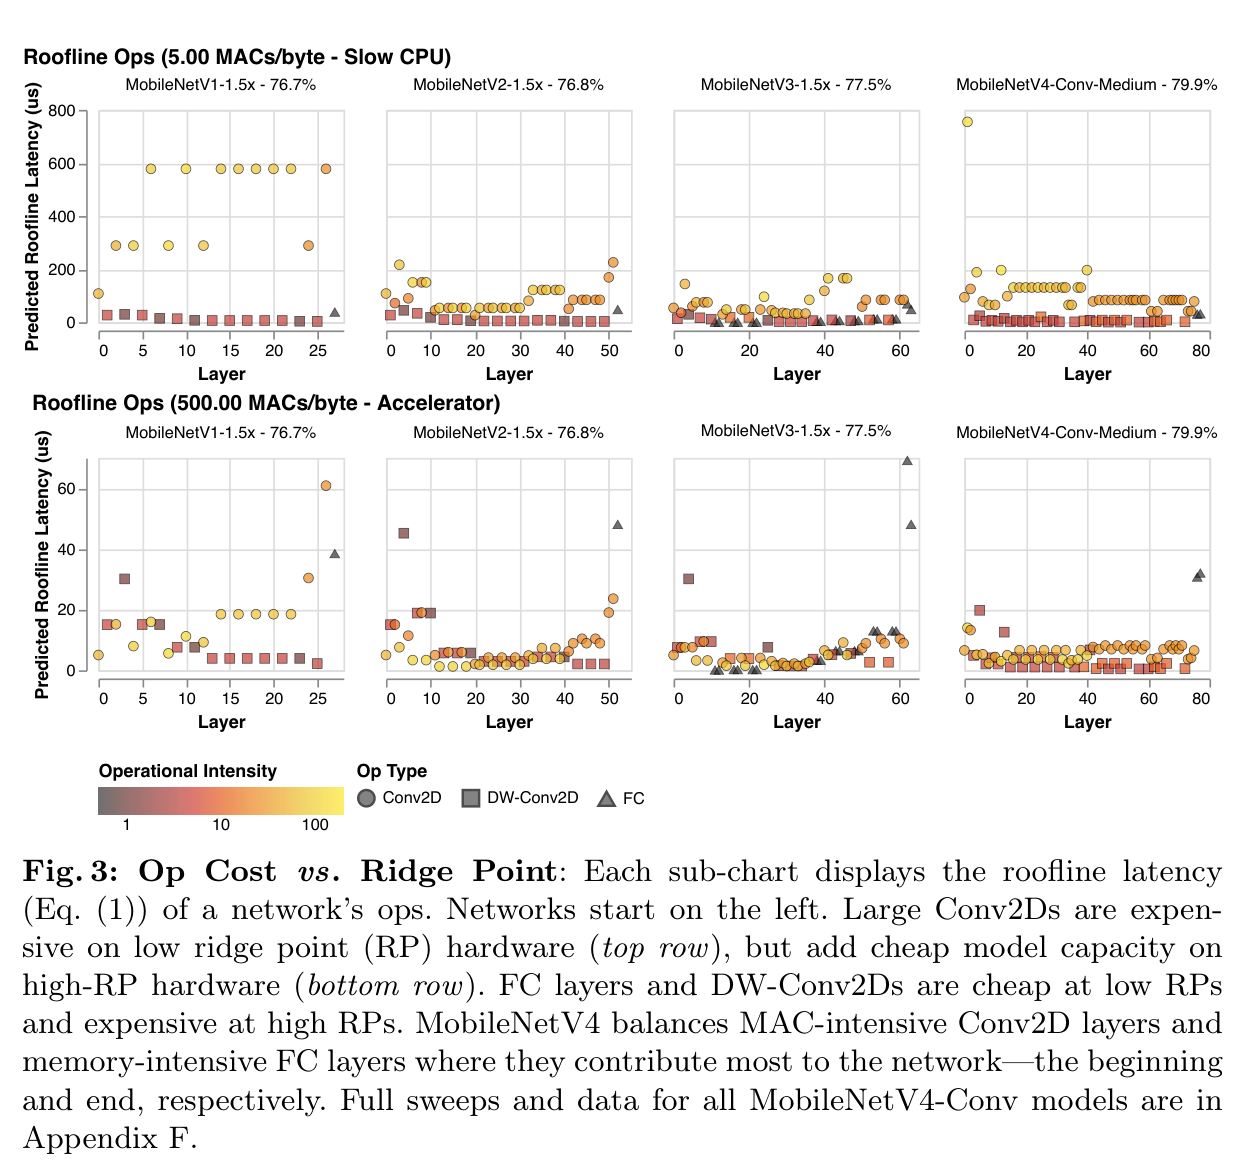 Roofline Ops (5.00 MACs/byte - Slow CPU)
MobileNetV1-1.5x - 76.7%
MobileNetV2-1.5x - 76.8%
MobileNetV3-1.5x - 77.5%
MobileNetV4-Conv-Medium - 79.9%
Predicted Roofline Latency (us)
800
600
400
200
0
0 5 10 15 20 25
0 10 20 30 40 50
0 20 40 60
0 20 40 60 80
Layer Layer Layer Layer
Roofline Ops (500.00 MACs/byte - Accelerator)
MobileNetV1-1.5x - 76.7%
MobileNetV2-1.5x - 76.8%
MobileNetV3-1.5x - 77.5%
MobileNetV4-Conv-Medium - 79.9%
Predicted Roofline Latency (us)
60
40
20
0
0 5 10 15 20 25
0 10 20 30 40 50
0 20 40 60
0 20 40 60 80
Layer Layer Layer Layer
Operational Intensity
1 10 100
Op Type
Conv2D DW-Conv2D FC
Fig. 3: Op Cost vs. Ridge Point: Each sub-chart displays the roofline latency
(Eq. (1)) of a network's ops. Networks start on the left. Large Conv2Ds are expen-
sive on low ridge point (RP) hardware (top row), but add cheap model capacity on
high-RP hardware (bottom row). FC layers and DW-Conv2Ds are cheap at low RPs
and expensive at high RPs. MobileNetV4 balances MAC-intensive Conv2D layers and
memory-intensive FC layers where they contribute most to the network—the beginning
and end, respectively. Full sweeps and data for all MobileNetV4-Conv models are in
Appendix F.